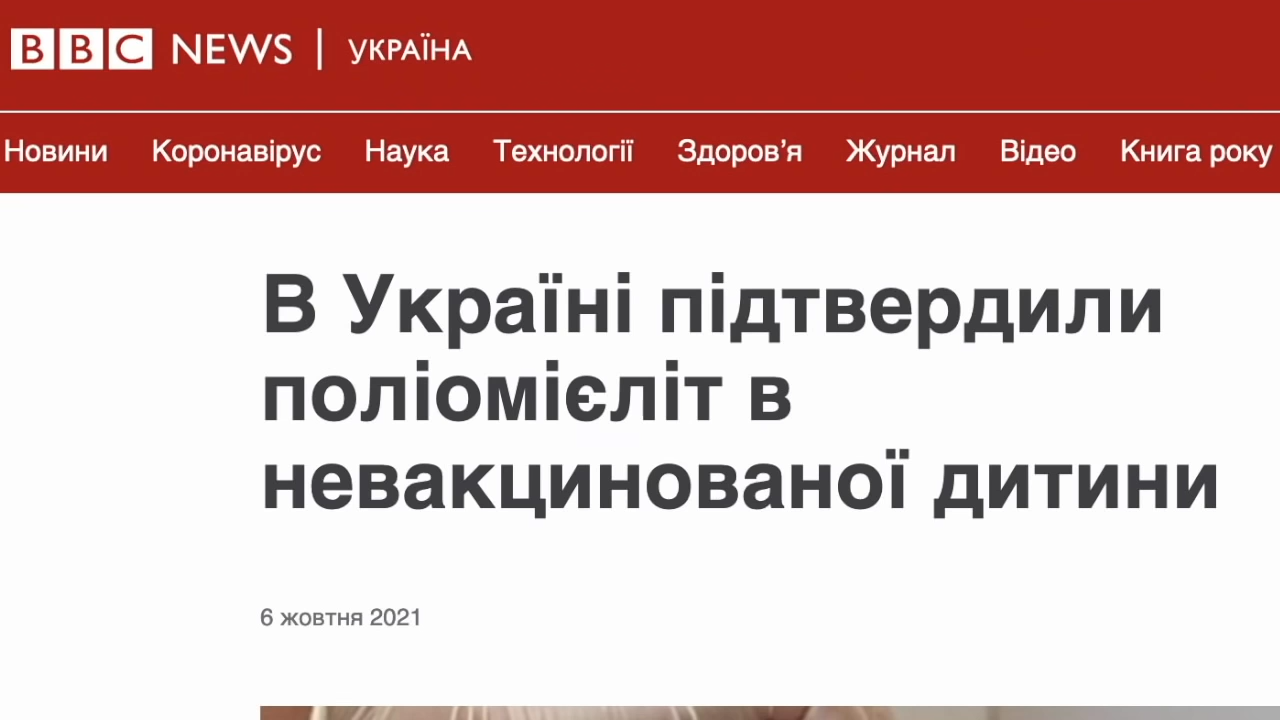 BBC NEWS | УКРАЇНА
Новини Коронавірус Наука Технології Здоров’я Журнал Відео Книга року
В Україні підтвердили
поліомієліт в
невакцинованої дитини
6 жовтня 2021